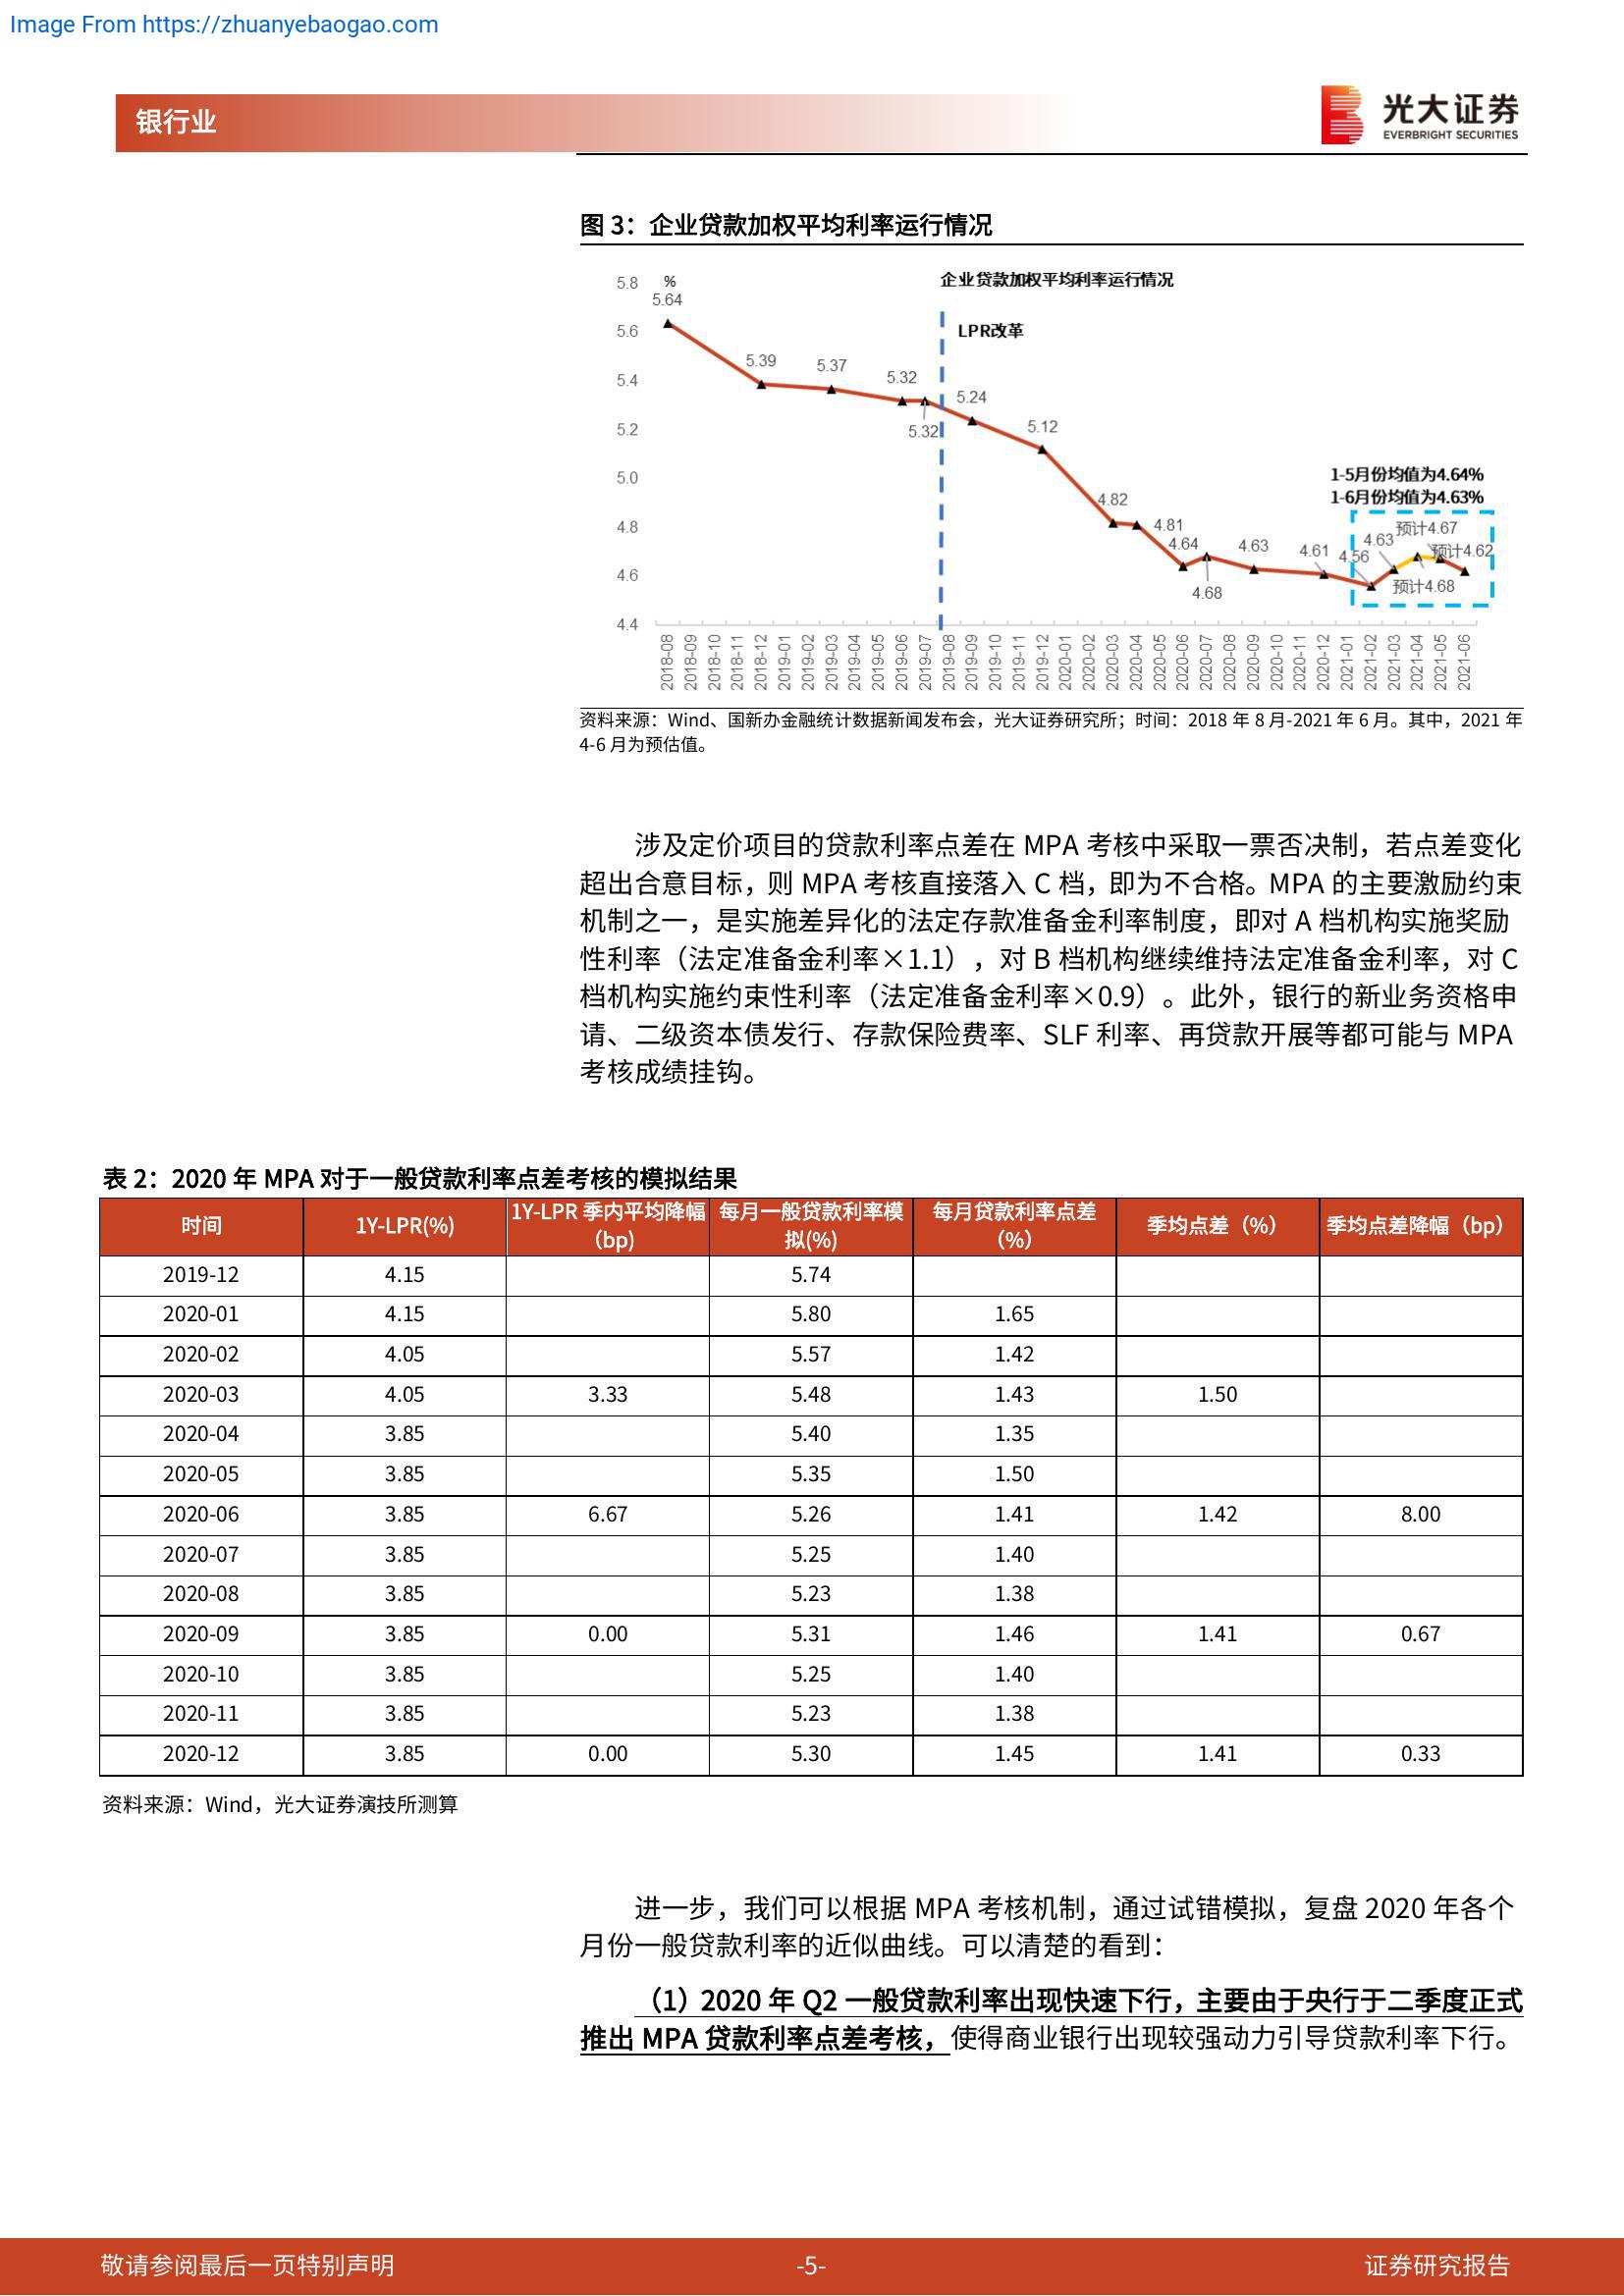 Image From https://zhuanyebaogao.com
银行业
光大证券
EVERBRIGHT SECURITIES
图 3：企业贷款加权平均利率运行情况
企业贷款加权平均利率运行情况
%
LPR改革
5.8
5.6
5.4
5.2
5.0
4.8
4.6
4.4
5.64
5.39
5.37
5.32
5.32
5.24
5.12
4.82
4.81
4.64
4.68
4.63
4.61
4.56
4.63
预计4.67
预计4.62
预计4.68
1-5月份均值为4.64%
1-6月份均值为4.63%
2018-08
2018-09
2018-10
2018-11
2018-12
2019-01
2019-02
2019-03
2019-04
2019-05
2019-06
2019-07
2019-08
2019-09
2019-10
2019-11
2019-12
2020-01
2020-02
2020-03
2020-04
2020-05
2020-06
2020-07
2020-08
2020-09
2020-10
2020-11
2020-12
2021-01
2021-02
2021-03
2021-04
2021-05
2021-06
资料来源：Wind、国新办金融统计数据新闻发布会，光大证券研究所；时间：2018 年 8 月-2021 年 6 月。其中，2021 年
4-6 月为预估值。
涉及定价项目的贷款利率点差在 MPA 考核中采取一票否决制，若点差变化
超出合意目标，则 MPA 考核直接落入 C 档，即为不合格。MPA 的主要激励约束
机制之一，是实施差异化的法定存款准备金利率制度，即对 A 档机构实施奖励
性利率（法定准备金利率×1.1），对 B 档机构继续维持法定准备金利率，对 C
档机构实施约束性利率（法定准备金利率×0.9）。此外，银行的新业务资格申
请、二级资本债发行、存款保险费率、SLF 利率、再贷款开展等都可能与 MPA
考核成绩挂钩。
表 2：2020 年 MPA 对于一般贷款利率点差考核的模拟结果
时间 1Y-LPR(%) 1Y-LPR 季内平均降幅（bp) 每月一般贷款利率模拟(%) 每月贷款利率点差（%） 季均点差（%） 季均点差降幅（bp）
2019-12 4.15 5.74
2020-01 4.15 5.80 1.65
2020-02 4.05 5.57 1.42
2020-03 4.05 3.33 5.48 1.43 1.50
2020-04 3.85 5.40 1.35
2020-05 3.85 5.35 1.50
2020-06 3.85 6.67 5.26 1.41 1.42 8.00
2020-07 3.85 5.25 1.40
2020-08 3.85 5.23 1.38
2020-09 3.85 0.00 5.31 1.46 1.41 0.67
2020-10 3.85 5.25 1.40
2020-11 3.85 5.23 1.38
2020-12 3.85 0.00 5.30 1.45 1.41 0.33
资料来源：Wind，光大证券演技所测算
进一步，我们可以根据 MPA 考核机制，通过试错模拟，复盘 2020 年各个
月份一般贷款利率的近似曲线。可以清楚的看到：
（1）2020 年 Q2 一般贷款利率出现快速下行，主要由于央行于二季度正式
推出 MPA 贷款利率点差考核，使得商业银行出现较强动力引导贷款利率下行。
敬请参阅最后一页特别声明
-5-
证券研究报告